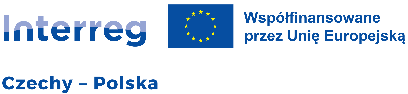 Interreg
Współfinansowane
przez Unię Europejską
Czechy – Polska